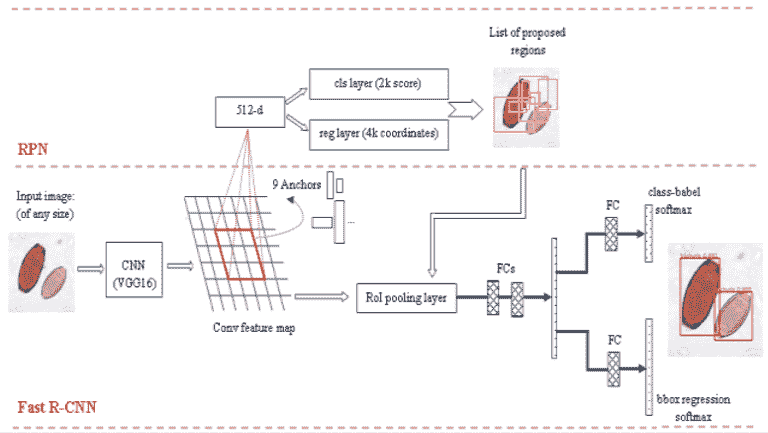 List of proposed
regions
cls layer (2k score)
512-d
reg layer (4k coordinates)
RPN
Input image:
(of any size)
9 Anchors
...
FC
class-babel
softmax
CNN
(VGG16)
FCs
RoI pooling layer
Conv feature map
FC
Fast R-CNN
bbox regression
softmax